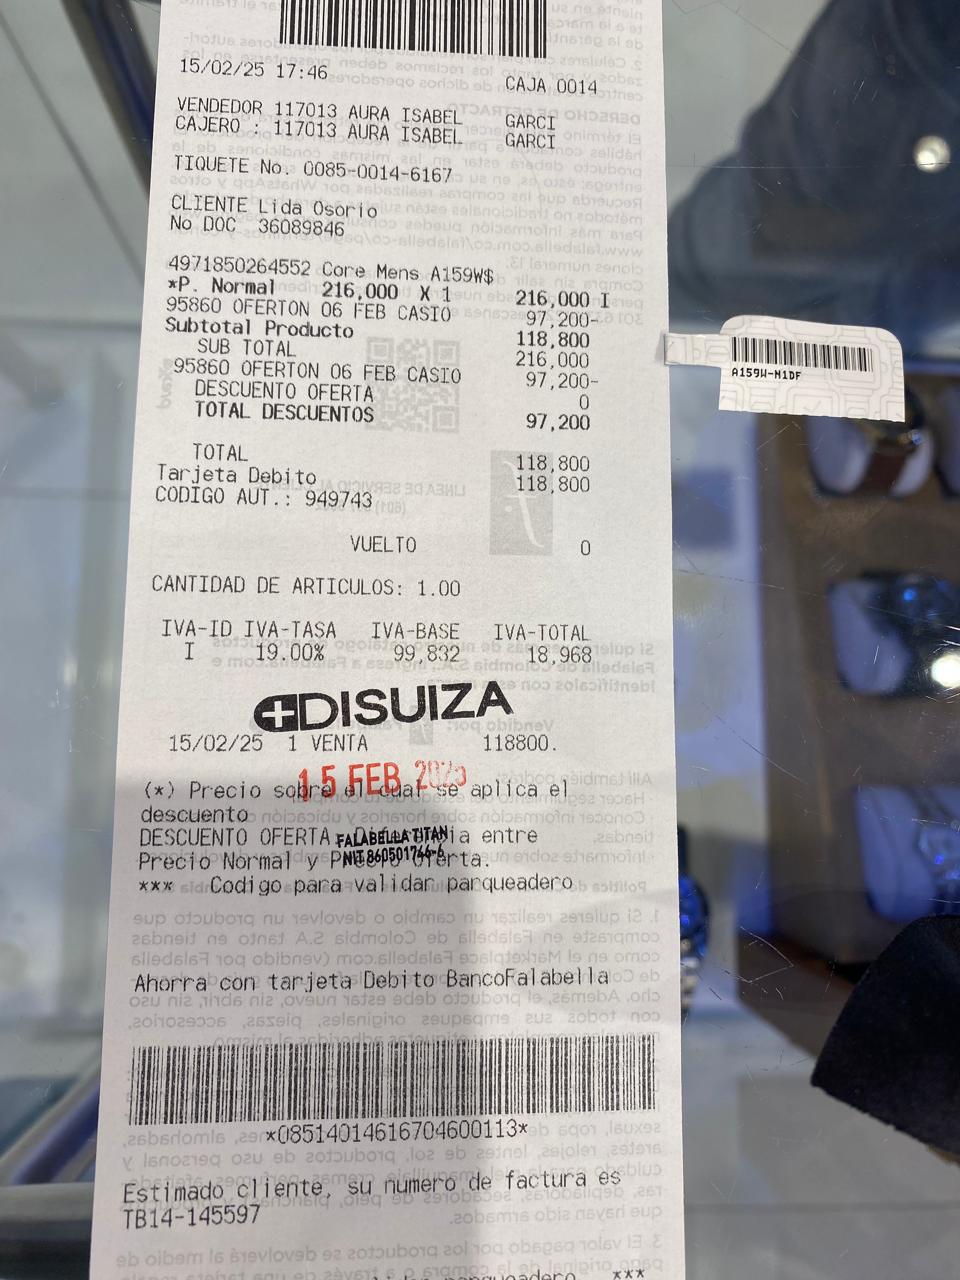 15/02/25 17:46 CAJA 0014
VENDEDOR 117013 AURA ISABEL GARCI
CAJERO : 117013 AURA ISABEL GARCI
TIQUETE No. 0085-0014-6167
CLIENTE Lida Osorio
No DOC 36089846
4971850264552 Core Mens A159W$
*P. Normal 216,000 X 1 216,000 I
95860 OFERTON 06 FEB CASIO 97,200-
Subtotal Producto 118,800
SUB TOTAL 216,000
95860 OFERTON 06 FEB CASIO 97,200-
DESCUENTO OFERTA 0
TOTAL DESCUENTOS 97,200
TOTAL 118,800
Tarjeta Debito 118,800
CODIGO AUT.: 949743
VUELTO 0
CANTIDAD DE ARTICULOS: 1.00
IVA-ID IVA-TASA IVA-BASE IVA-TOTAL
I 19.00% 99,832 18,968
DISUIZA
15/02/25 1 VENTA 118800.
15 FEB. 2025
(*) Precio sobre el cual se aplica el
descuento
DESCUENTO OFERTA entre
FALABELLA TITAN
NIT 860501766-6
Precio Normal y Precio Oferta.
*** Codigo para validar parqueadero
Ahorra con tarjeta Debito BancoFalabella
*08514014616704600113*
Estimado cliente, su numero de factura es
TB14-145597
parqueadero ***
A159W-N1DF